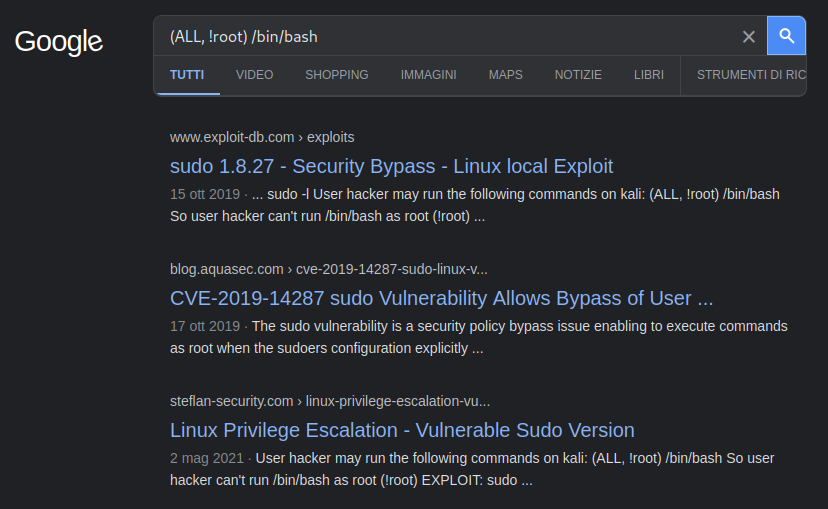 Google
(ALL, !root) /bin/bash
TUTTI VIDEO SHOPPING IMMAGINI MAPS NOTIZIE LIBRI STRUMENTI DI RIC
www.exploit-db.com › exploits
sudo 1.8.27 - Security Bypass - Linux local Exploit
15 ott 2019 · ... sudo -l User hacker may run the following commands on kali: (ALL, !root) /bin/bash
So user hacker can't run /bin/bash as root (!root) ...
blog.aquasec.com › cve-2019-14287-sudo-linux-v...
CVE-2019-14287 sudo Vulnerability Allows Bypass of User ...
17 ott 2019 · The sudo vulnerability is a security policy bypass issue enabling to execute commands
as root when the sudoers configuration explicitly ...
steflan-security.com › linux-privilege-escalation-vu...
Linux Privilege Escalation - Vulnerable Sudo Version
2 mag 2021 · User hacker may run the following commands on kali: (ALL, !root) /bin/bash So user
hacker can't run /bin/bash as root (!root) EXPLOIT: sudo ...